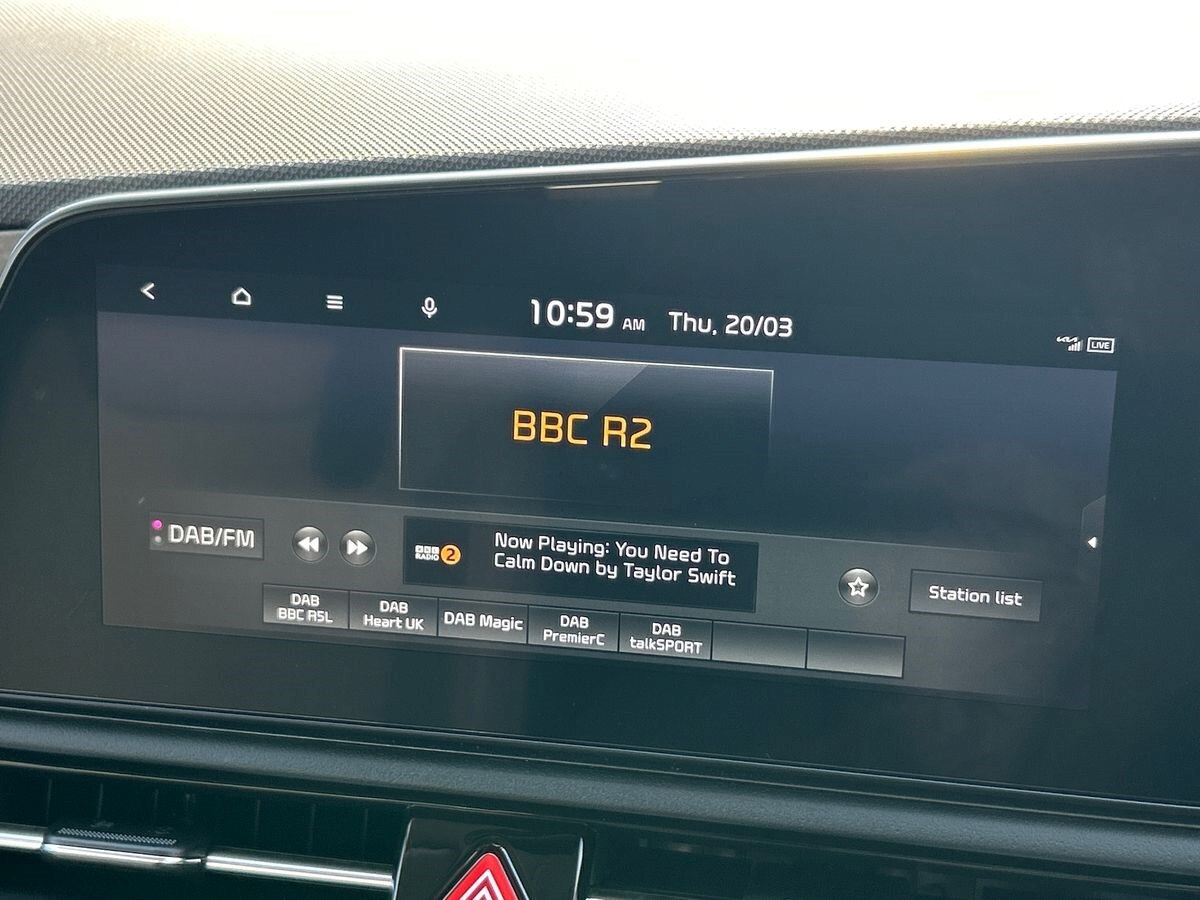 10:59 AM Thu, 20/03
LIVE
BBC R2
DAB/FM
BBC
RADIO 2
Now Playing: You Need To
Calm Down by Taylor Swift
Station list
DAB
BBC R5L
DAB
Heart UK
DAB Magic
DAB
PremierC
DAB
talkSPORT